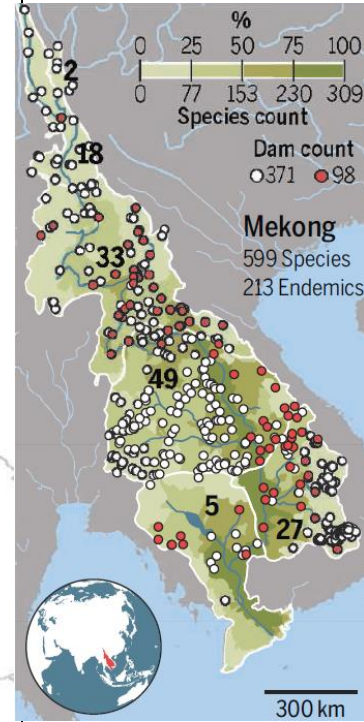 %
0 25 50 75 100
0 77 153 230 309
Species count
Dam count
371 98
Mekong
599 Species
213 Endemics
2
18
33
49
5
27
300 km